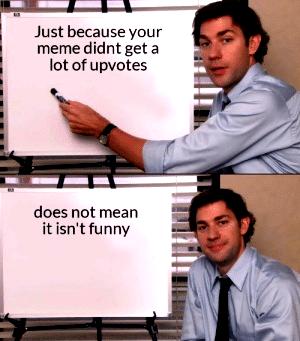 Just because your
meme didnt get a
lot of upvotes
does not mean
it isn't funny